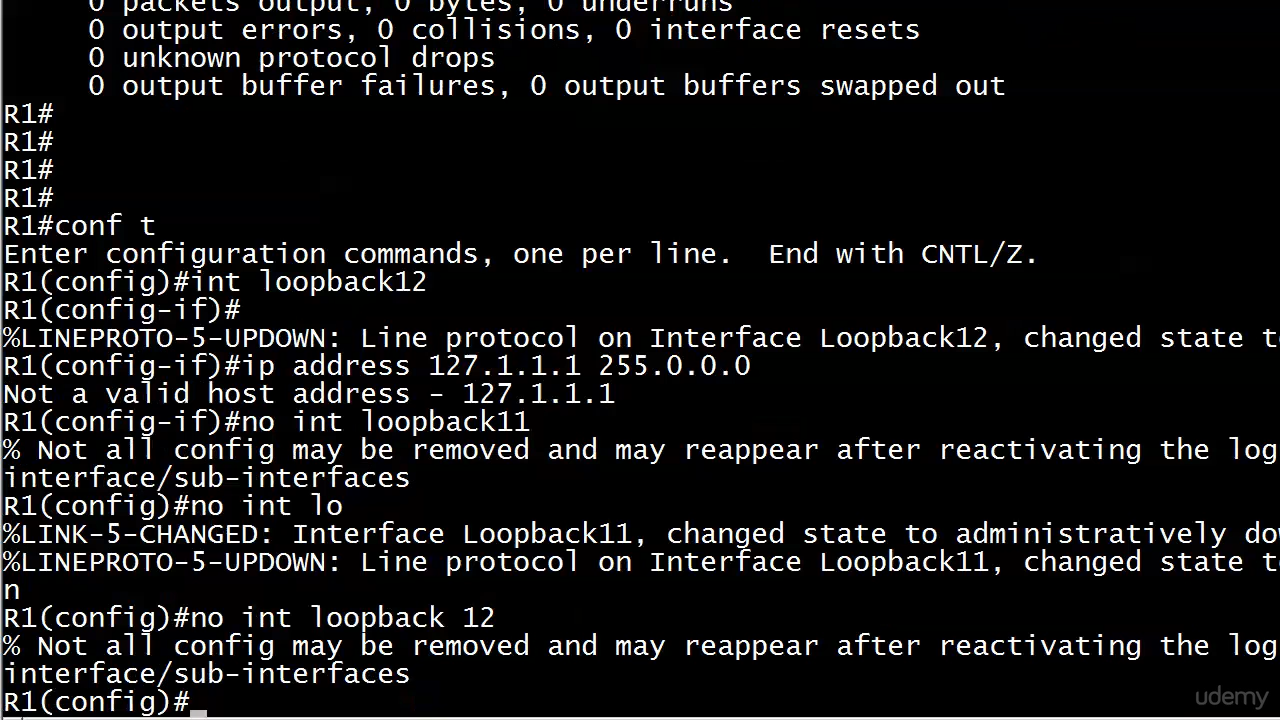 0 packets output, 0 bytes, 0 underruns
0 output errors, 0 collisions, 0 interface resets
0 unknown protocol drops
0 output buffer failures, 0 output buffers swapped out
R1#
R1#
R1#
R1#
R1#conf t
Enter configuration commands, one per line.  End with CNTL/Z.
R1(config)#int loopback12
R1(config-if)#
%LINEPROTO-5-UPDOWN: Line protocol on Interface Loopback12, changed state t
R1(config-if)#ip address 127.1.1.1 255.0.0.0
Not a valid host address - 127.1.1.1
R1(config-if)#no int loopback11
% Not all config may be removed and may reappear after reactivating the log
interface/sub-interfaces
R1(config)#no int lo
%LINK-5-CHANGED: Interface Loopback11, changed state to administratively do
%LINEPROTO-5-UPDOWN: Line protocol on Interface Loopback11, changed state t
n
R1(config)#no int loopback 12
% Not all config may be removed and may reappear after reactivating the log
interface/sub-interfaces
R1(config)#
udemy